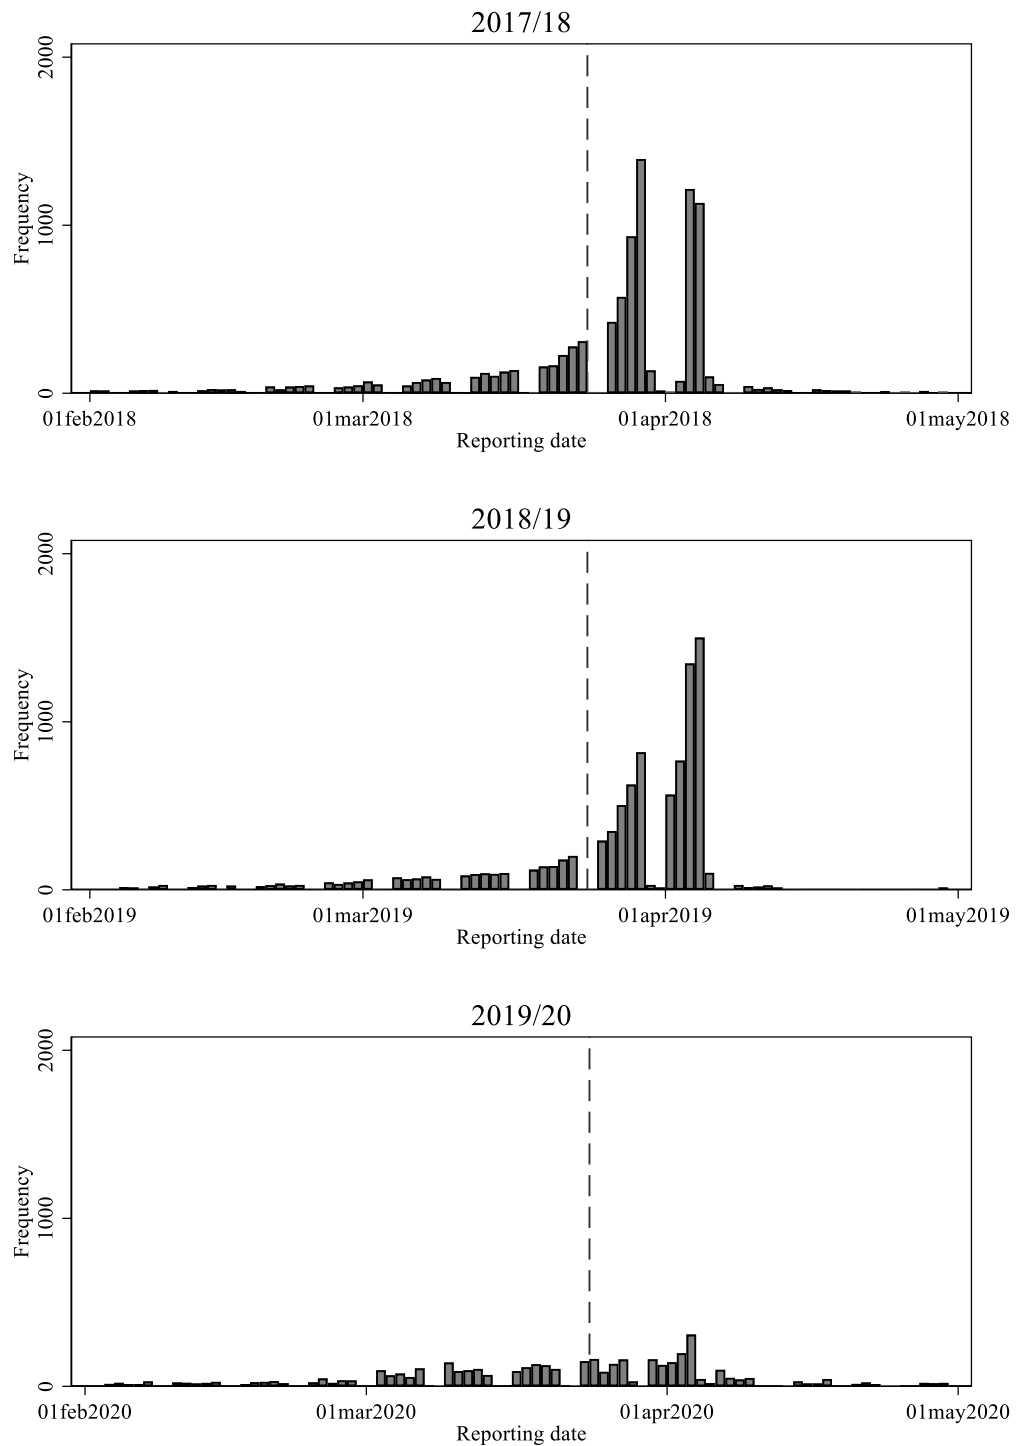 2017/18
2000
1000
0
Frequency
01feb2018 01mar2018 01apr2018 01may2018
Reporting date
2018/19
2000
1000
0
Frequency
01feb2019 01mar2019 01apr2019 01may2019
Reporting date
2019/20
2000
1000
0
Frequency
01feb2020 01mar2020 01apr2020 01may2020
Reporting date